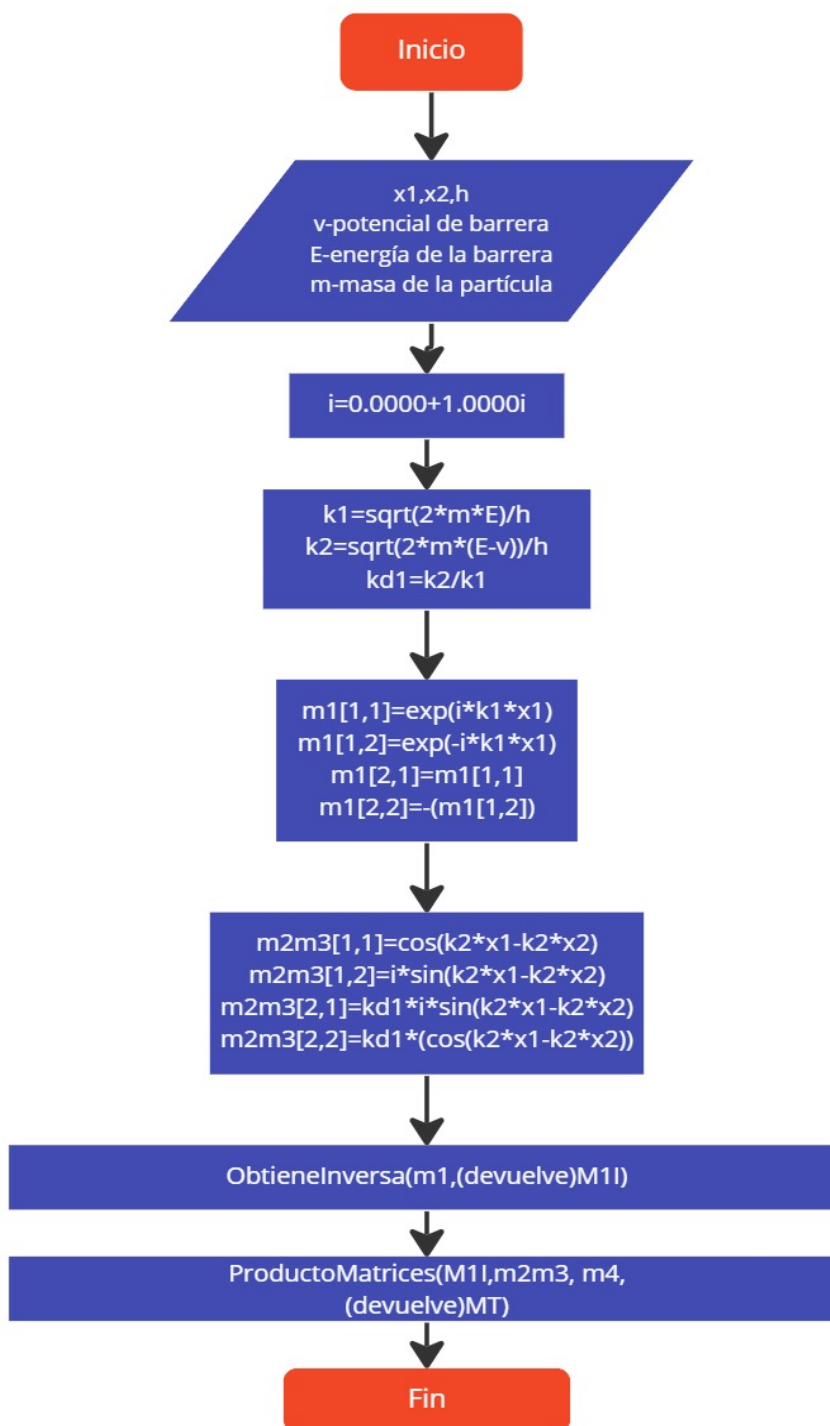 Inicio
x1,x2,h
v-potencial de barrera
E-energía de la barrera
m-masa de la partícula
i=0.0000+1.0000i
k1=sqrt(2*m*E)/h
k2=sqrt(2*m*(E-v))/h
kd1=k2/k1
m1[1,1]=exp(i*k1*x1)
m1[1,2]=exp(-i*k1*x1)
m1[2,1]=m1[1,1]
m1[2,2]=-(m1[1,2])
m2m3[1,1]=cos(k2*x1-k2*x2)
m2m3[1,2]=i*sin(k2*x1-k2*x2)
m2m3[2,1]=kd1*i*sin(k2*x1-k2*x2)
m2m3[2,2]=kd1*(cos(k2*x1-k2*x2))
ObtieneInversa(m1,(devuelve)M1I)
ProductoMatrices(M1I,m2m3, m4,
(devuelve)MT)
Fin